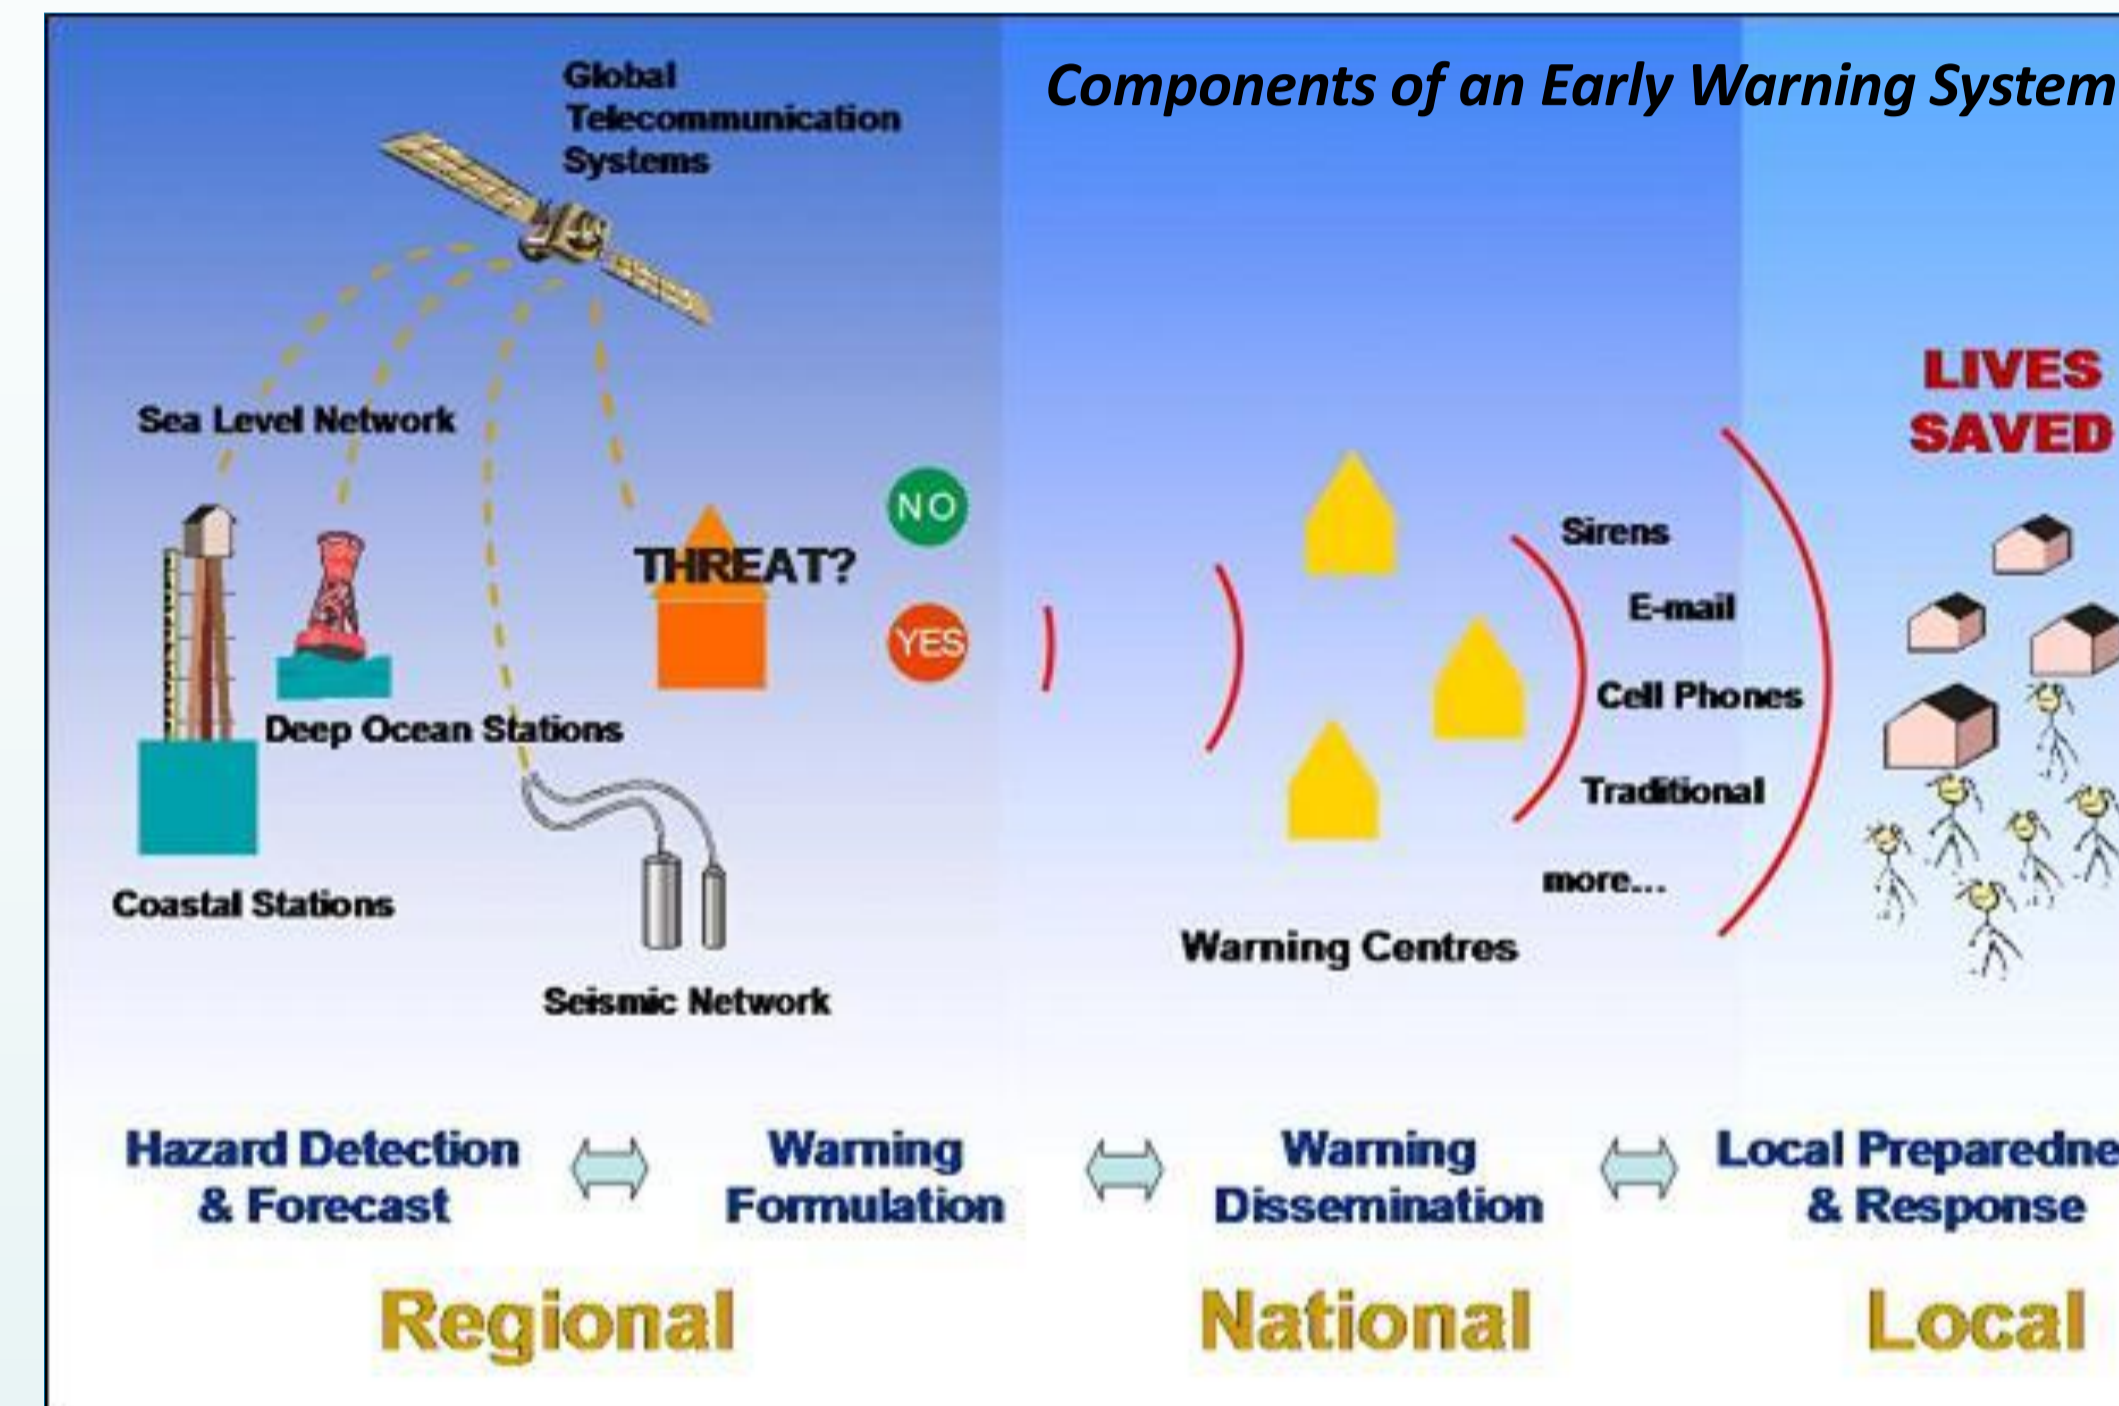 Components of an Early Warning System
Global
Telecommunication
Systems
Sea Level Network
THREAT?
NO
YES
Deep Ocean Stations
Coastal Stations
Seismic Network
Sirens
E-mail
Cell Phones
Traditional
more...
Warning Centres
LIVES
SAVED
Hazard Detection
& Forecast
Warning
Formulation
Warning
Dissemination
Local Preparedne
& Response
Regional
National
Local